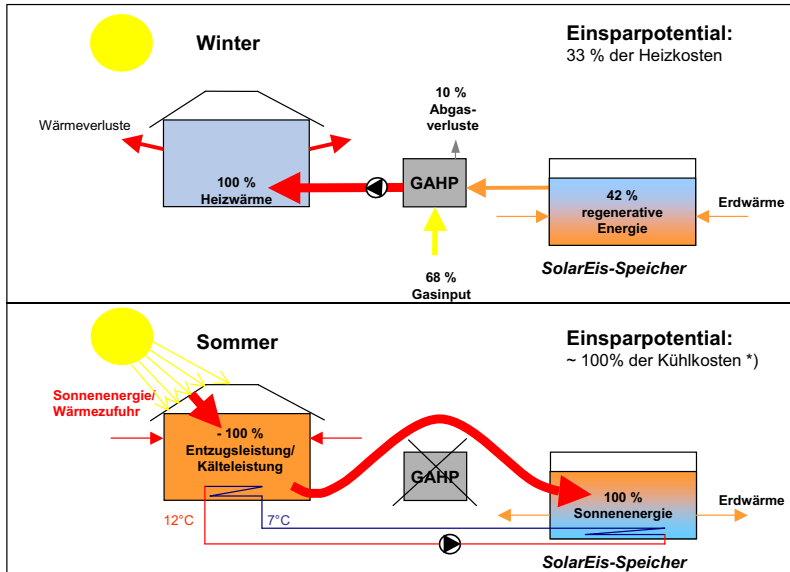 Winter
Einsparpotential:
33 % der Heizkosten
10 %
Abgas-
verluste
Wärmeverluste
100 %
Heizwärme
GAHP
42 %
regenerative
Energie
Erdwärme
SolarEis-Speicher
68 %
Gasinput
Sommer
Einsparpotential:
~ 100% der Kühlkosten *)
Sonnenenergie/
Wärmezufuhr
- 100 %
Entzugsleistung/
Kälteleistung
GAHP
100 %
Sonnenenergie
Erdwärme
12°C
7°C
SolarEis-Speicher